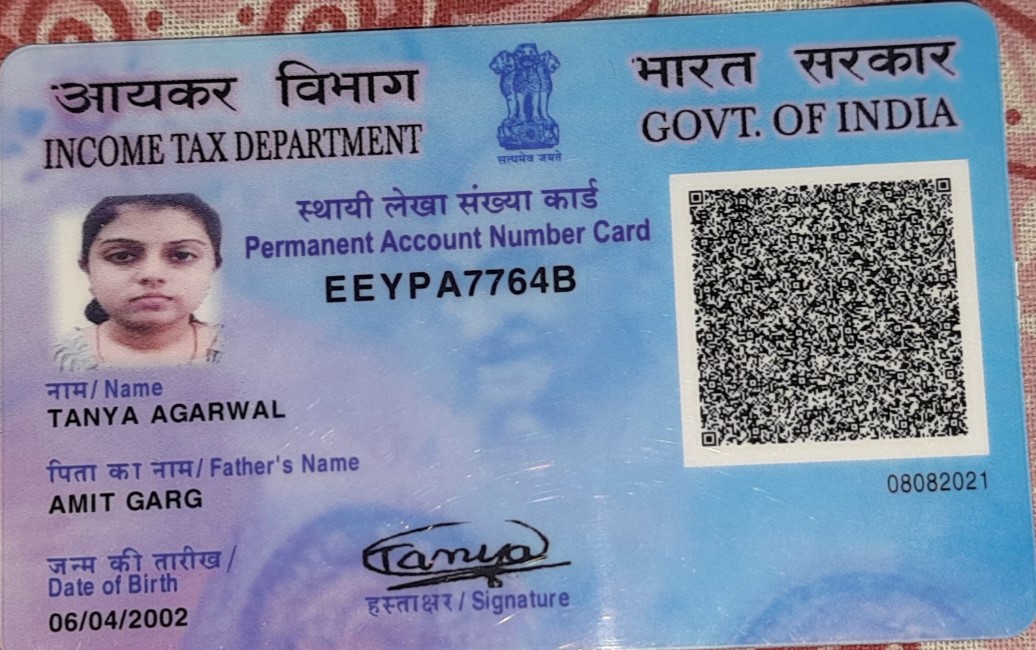 आयकर विभाग
INCOME TAX DEPARTMENT
सत्यमेव जयते
भारत सरकार
GOVT. OF INDIA
स्थायी लेखा संख्या कार्ड
Permanent Account Number Card
EEYPA7764B
नाम/ Name
TANYA AGARWAL
पिता का नाम/ Father's Name
AMIT GARG
08082021
जन्म की तारीख/
Date of Birth
06/04/2002
Tanya
हस्ताक्षर/ Signature